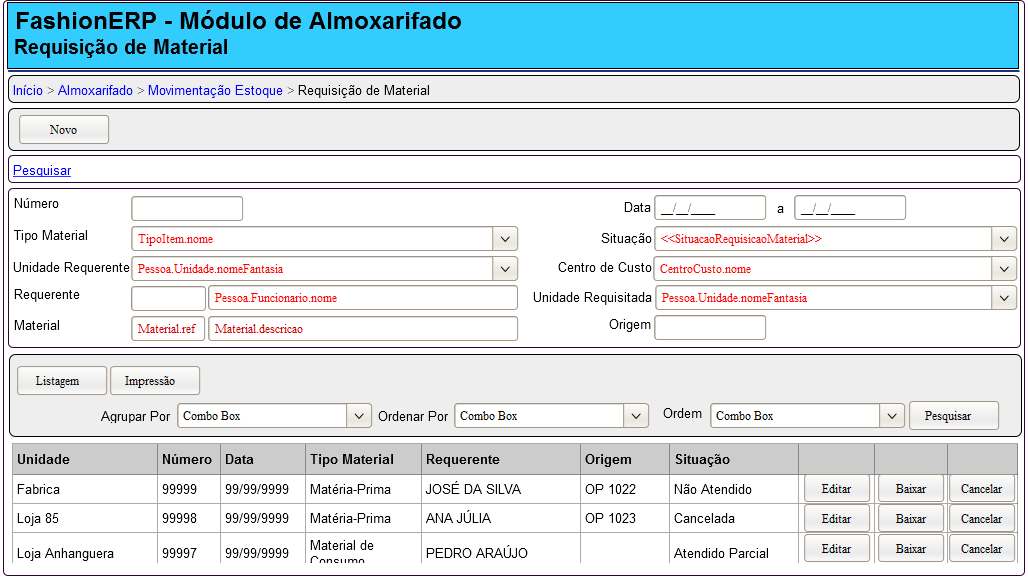 FashionERP - Módulo de Almoxarifado
Requisição de Material
Início > Almoxarifado > Movimentação Estoque > Requisição de Material
Novo
Pesquisar
Número Data __/__/____ a __/__/____
Tipo Material TipoItem.nome Situação <<SituacaoRequisicaoMaterial>>
Unidade Requerente Pessoa.Unidade.nomeFantasia Centro de Custo CentroCusto.nome
Requerente Pessoa.Funcionario.nome Unidade Requisitada Pessoa.Unidade.nomeFantasia
Material Material.ref Material.descricao Origem
Listagem Impressão
Agrupar Por Combo Box Ordenar Por Combo Box Ordem Combo Box Pesquisar
Unidade Número Data Tipo Material Requerente Origem Situação
Fabrica 99999 99/99/9999 Matéria-Prima JOSÉ DA SILVA OP 1022 Não Atendido Editar Baixar Cancelar
Loja 85 99998 99/99/9999 Matéria-Prima ANA JÚLIA OP 1023 Cancelada Editar Baixar Cancelar
Loja Anhanguera 99997 99/99/9999 Material de Consumo PEDRO ARAÚJO Atendido Parcial Editar Baixar Cancelar